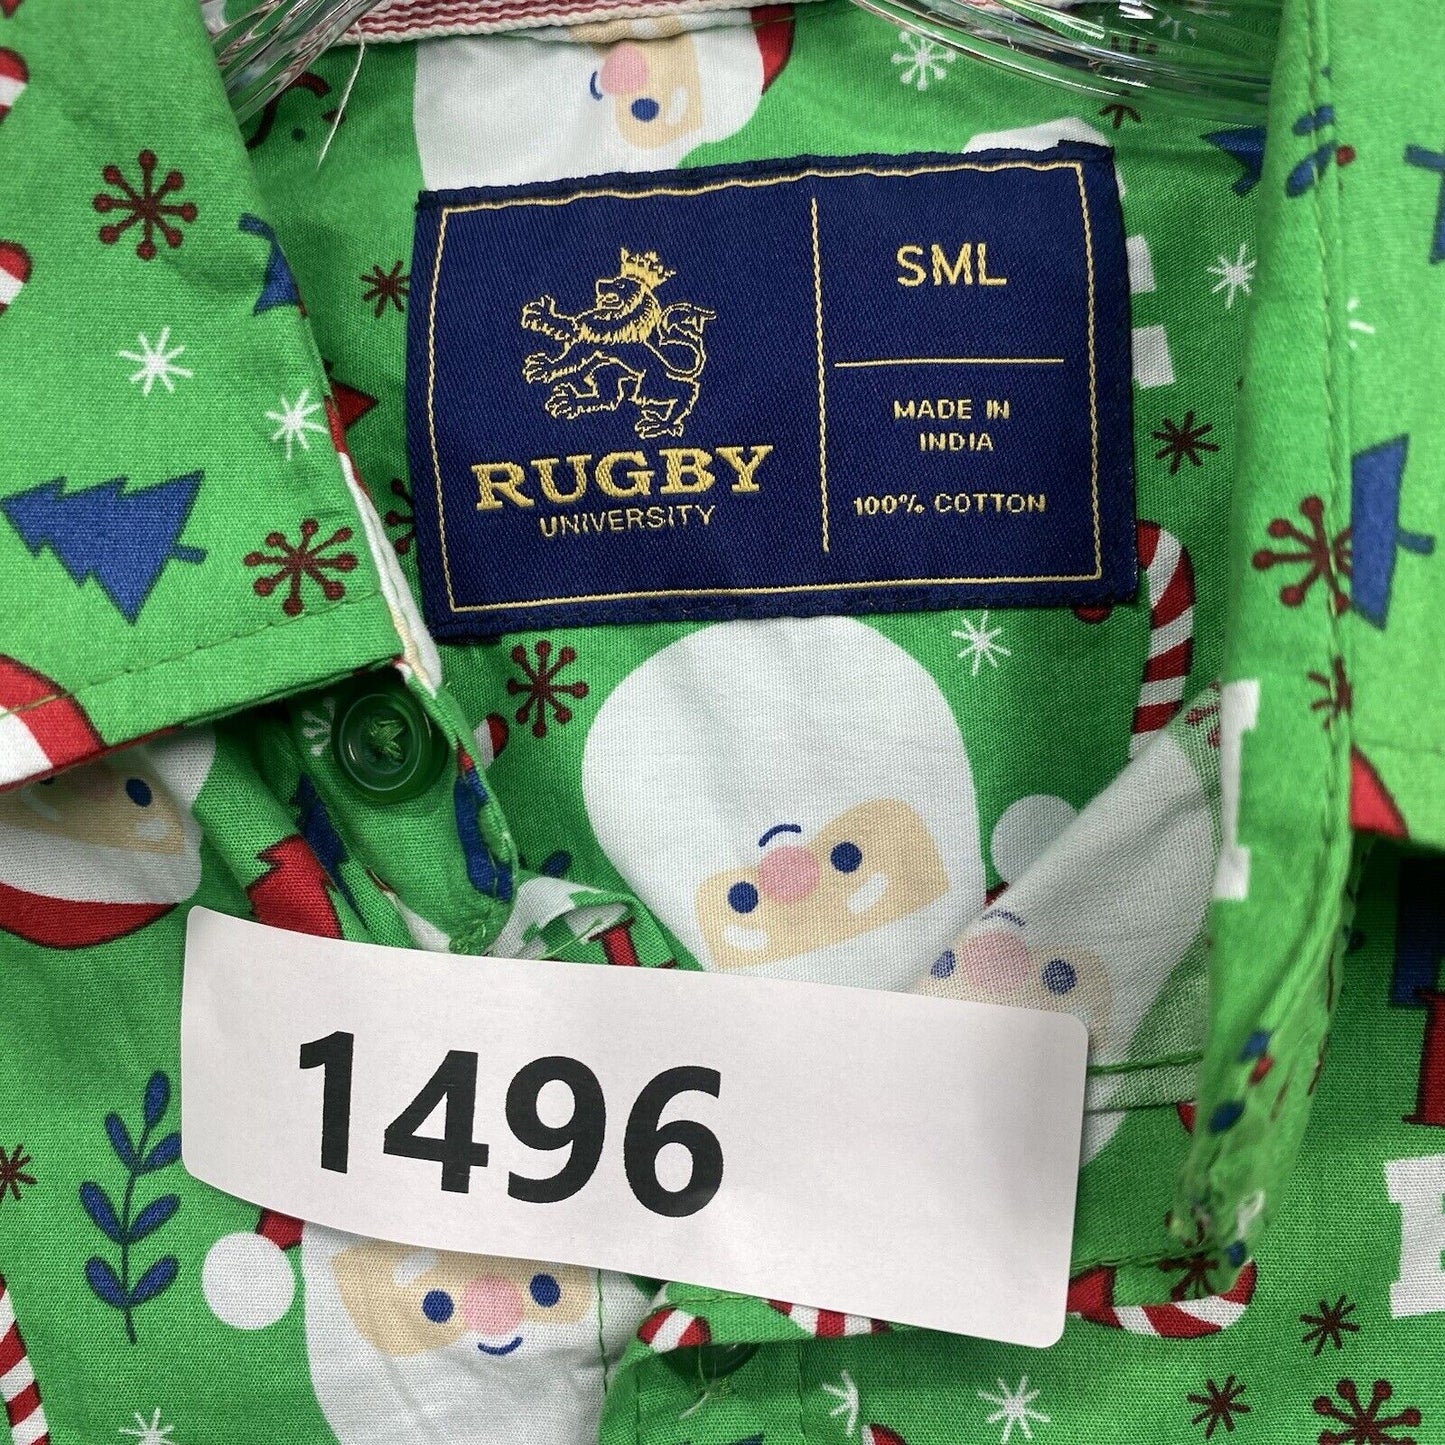 RUGBY
UNIVERSITY
SML
MADE IN
INDIA
100% COTTON
1496